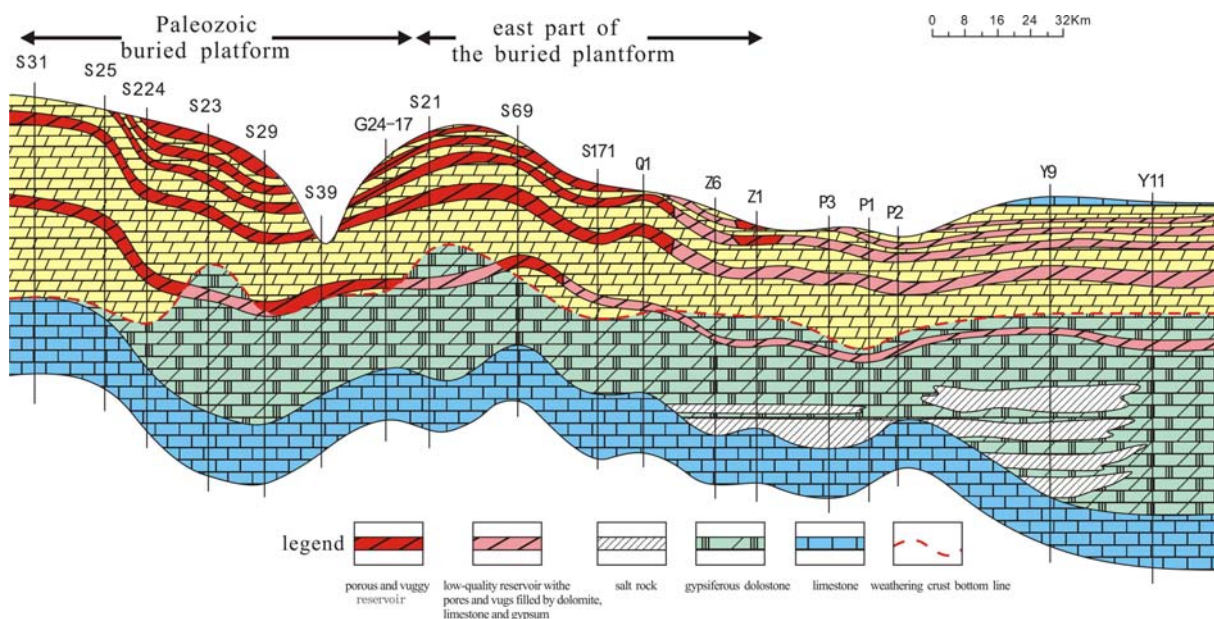 Paleozoic
buried platform
east part of
the buried plantform
0 8 16 24 32Km
S31
S25
S224
S23
S29
S39
G24-17
S21
S69
S171
Q1
Z6
Z1
P3
P1
P2
Y9
Y11
legend
porous and vuggy
reservoir
low-quality reservoir withe
pores and vugs filled by dolomite,
limestone and gypsum
salt rock
gypsiferous dolostone
limestone
weathering crust bottom line